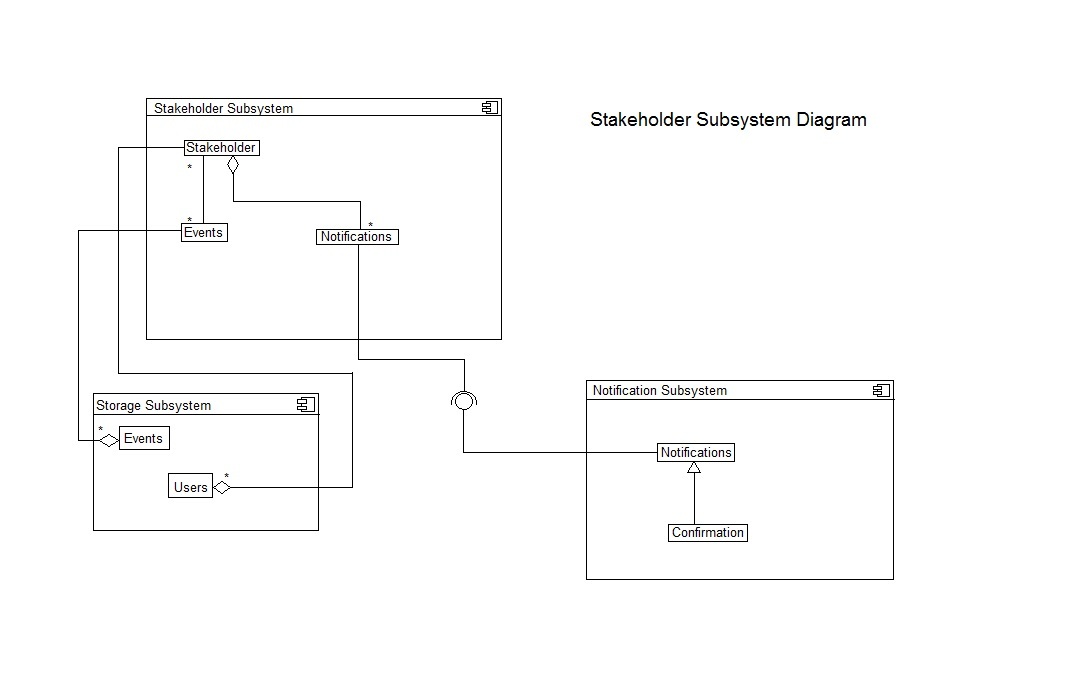 Stakeholder Subsystem
Stakeholder Subsystem Diagram
Stakeholder
*
*
Events
*
Notifications
Storage Subsystem
*
Events
*
Users
Notification Subsystem
Notifications
Confirmation